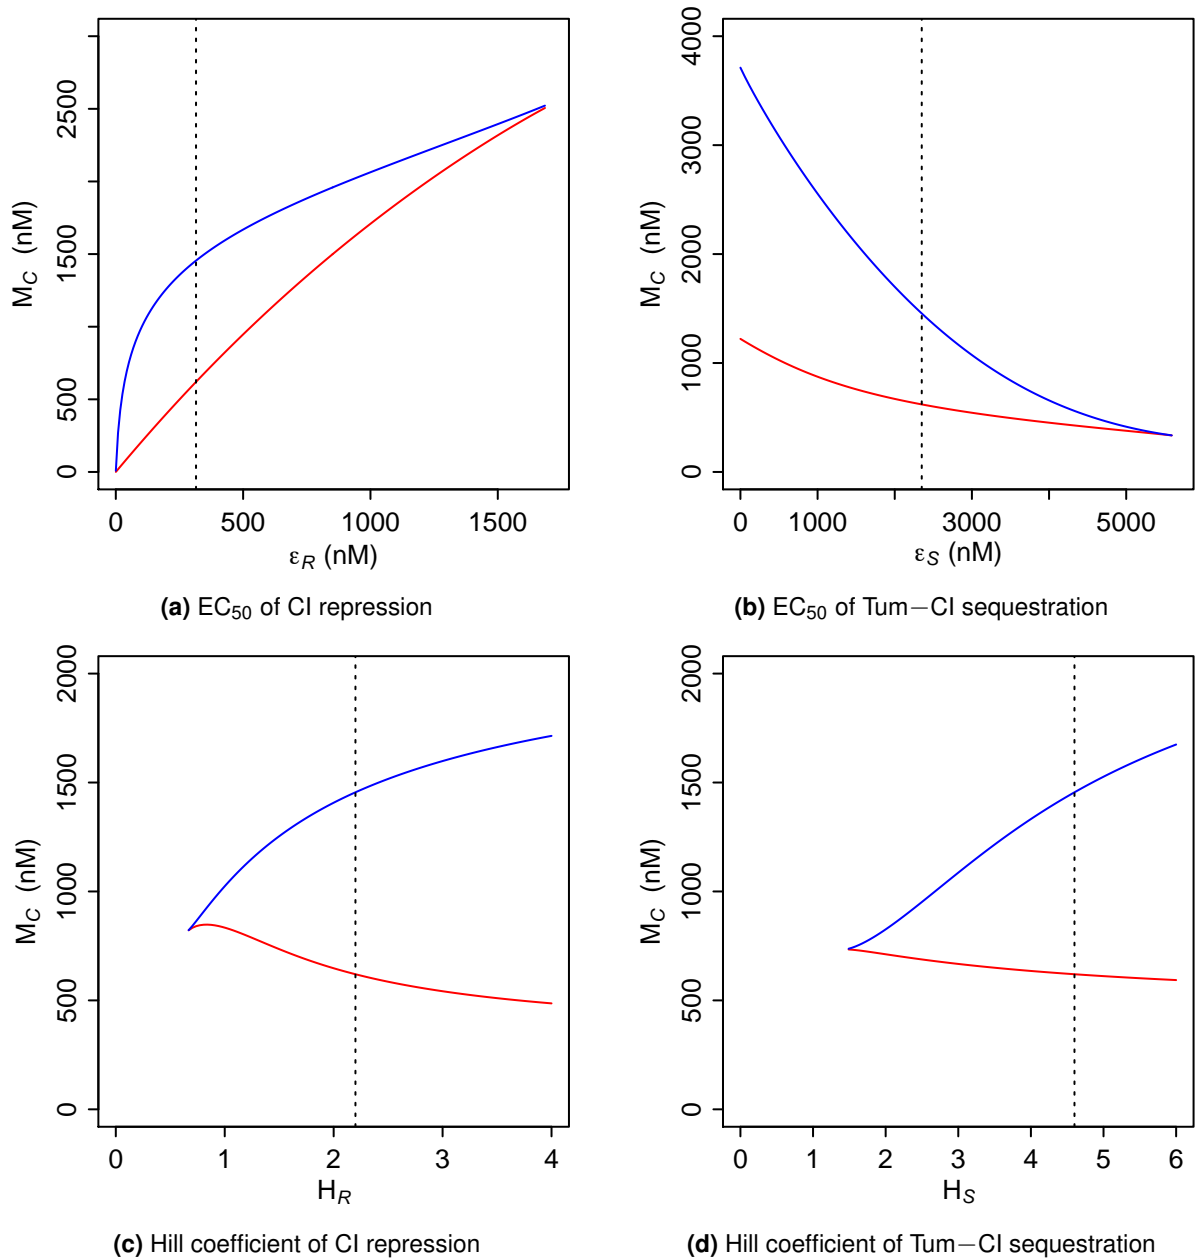 M_C (nM)
2500
1500
500
0
0 500 1000 1500
ε_R (nM)
(a) EC50 of CI repression
M_C (nM)
4000
3000
2000
1000
0
0 1000 3000 5000
ε_S (nM)
(b) EC50 of Tum−CI sequestration
M_C (nM)
2000
1500
1000
500
0
0 1 2 3 4
H_R
(c) Hill coefficient of CI repression
M_C (nM)
2000
1500
1000
500
0
0 1 2 3 4 5 6
H_S
(d) Hill coefficient of Tum−CI sequestration